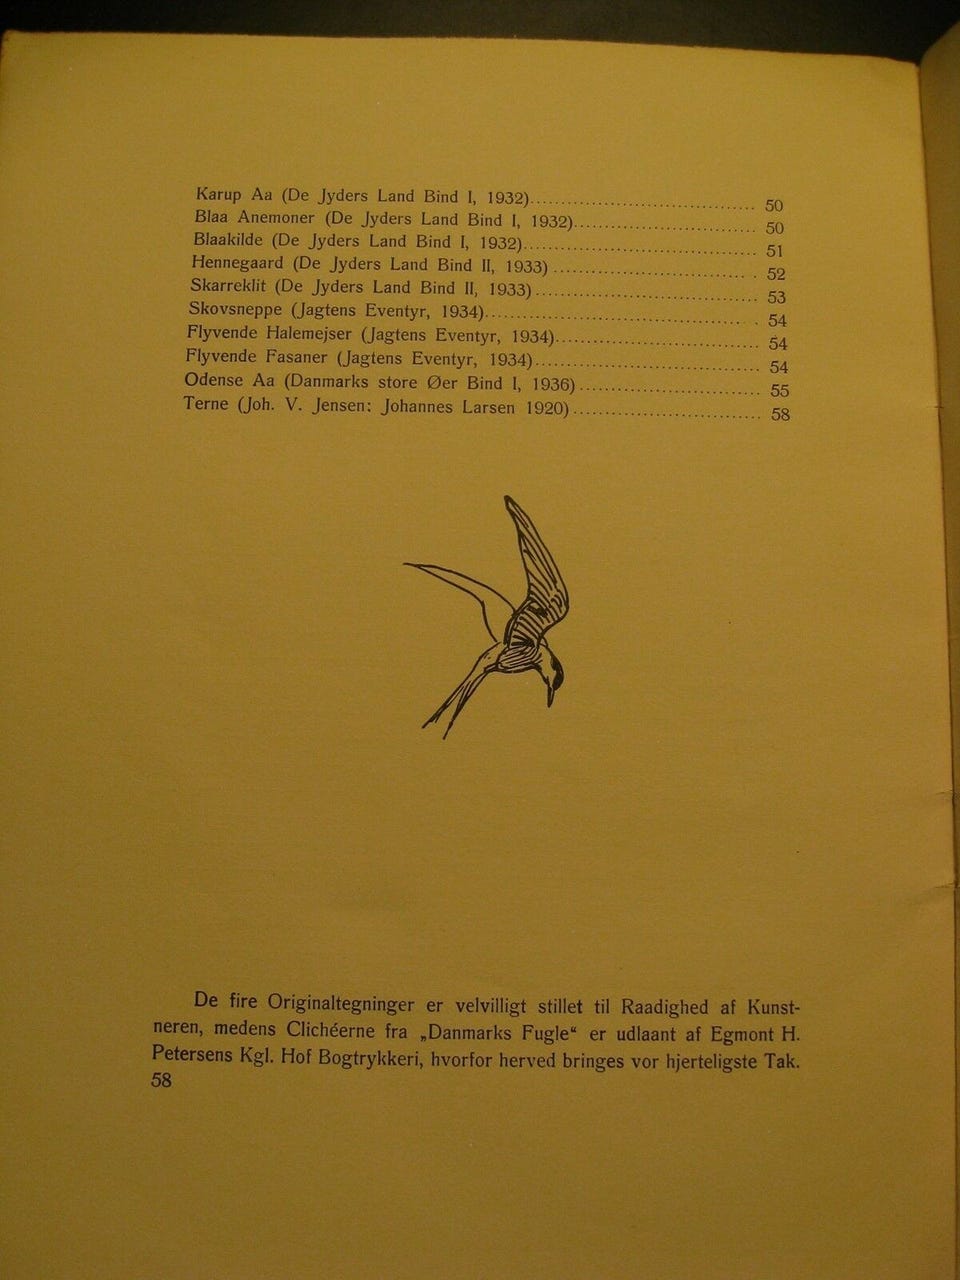 Karup Aa (De Jyders Land Bind I, 1932)........................................ 50
Blaa Anemoner (De Jyders Land Bind I, 1932)................................ 50
Blaakilde (De Jyders Land Bind I, 1932)........................................ 51
Hennegaard (De Jyders Land Bind II, 1933) .................................... 52
Skarreklit (De Jyders Land Bind II, 1933) ....................................... 53
Skovsneppe (Jagtens Eventyr, 1934)............................................... 54
Flyvende Halemejser (Jagtens Eventyr, 1934).................................. 54
Flyvende Fasaner (Jagtens Eventyr, 1934)....................................... 54
Odense Aa (Danmarks store Øer Bind I, 1936) ................................ 55
Terne (Joh. V. Jensen: Johannes Larsen 1920) ................................. 58
De fire Originaltegninger er velvilligt stillet til Raadighed af Kunst-
neren, medens Clichéerne fra „Danmarks Fugle“ er udlaant af Egmont H.
Petersens Kgl. Hof Bogtrykkeri, hvorfor herved bringes vor hjerteligste Tak.
58